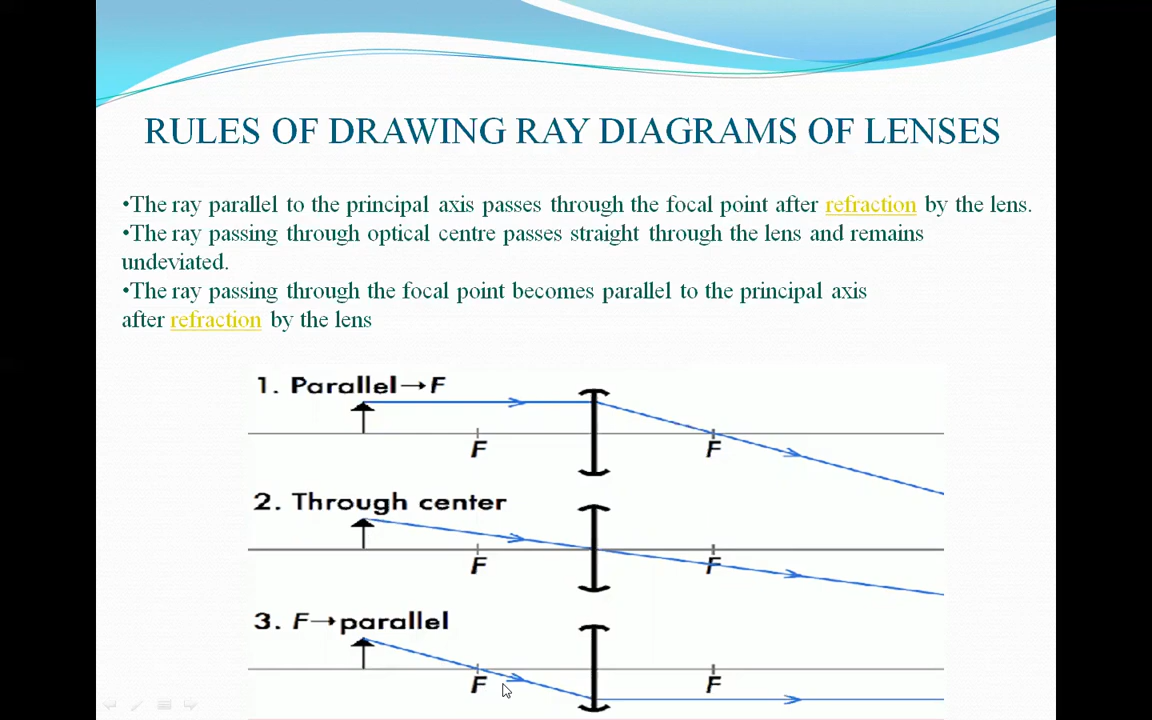 RULES OF DRAWING RAY DIAGRAMS OF LENSES
•The ray parallel to the principal axis passes through the focal point after refraction by the lens.
•The ray passing through optical centre passes straight through the lens and remains
undeviated.
•The ray passing through the focal point becomes parallel to the principal axis
after refraction by the lens
1. Parallel→F
F F
2. Through center
F F
3. F→parallel
F F